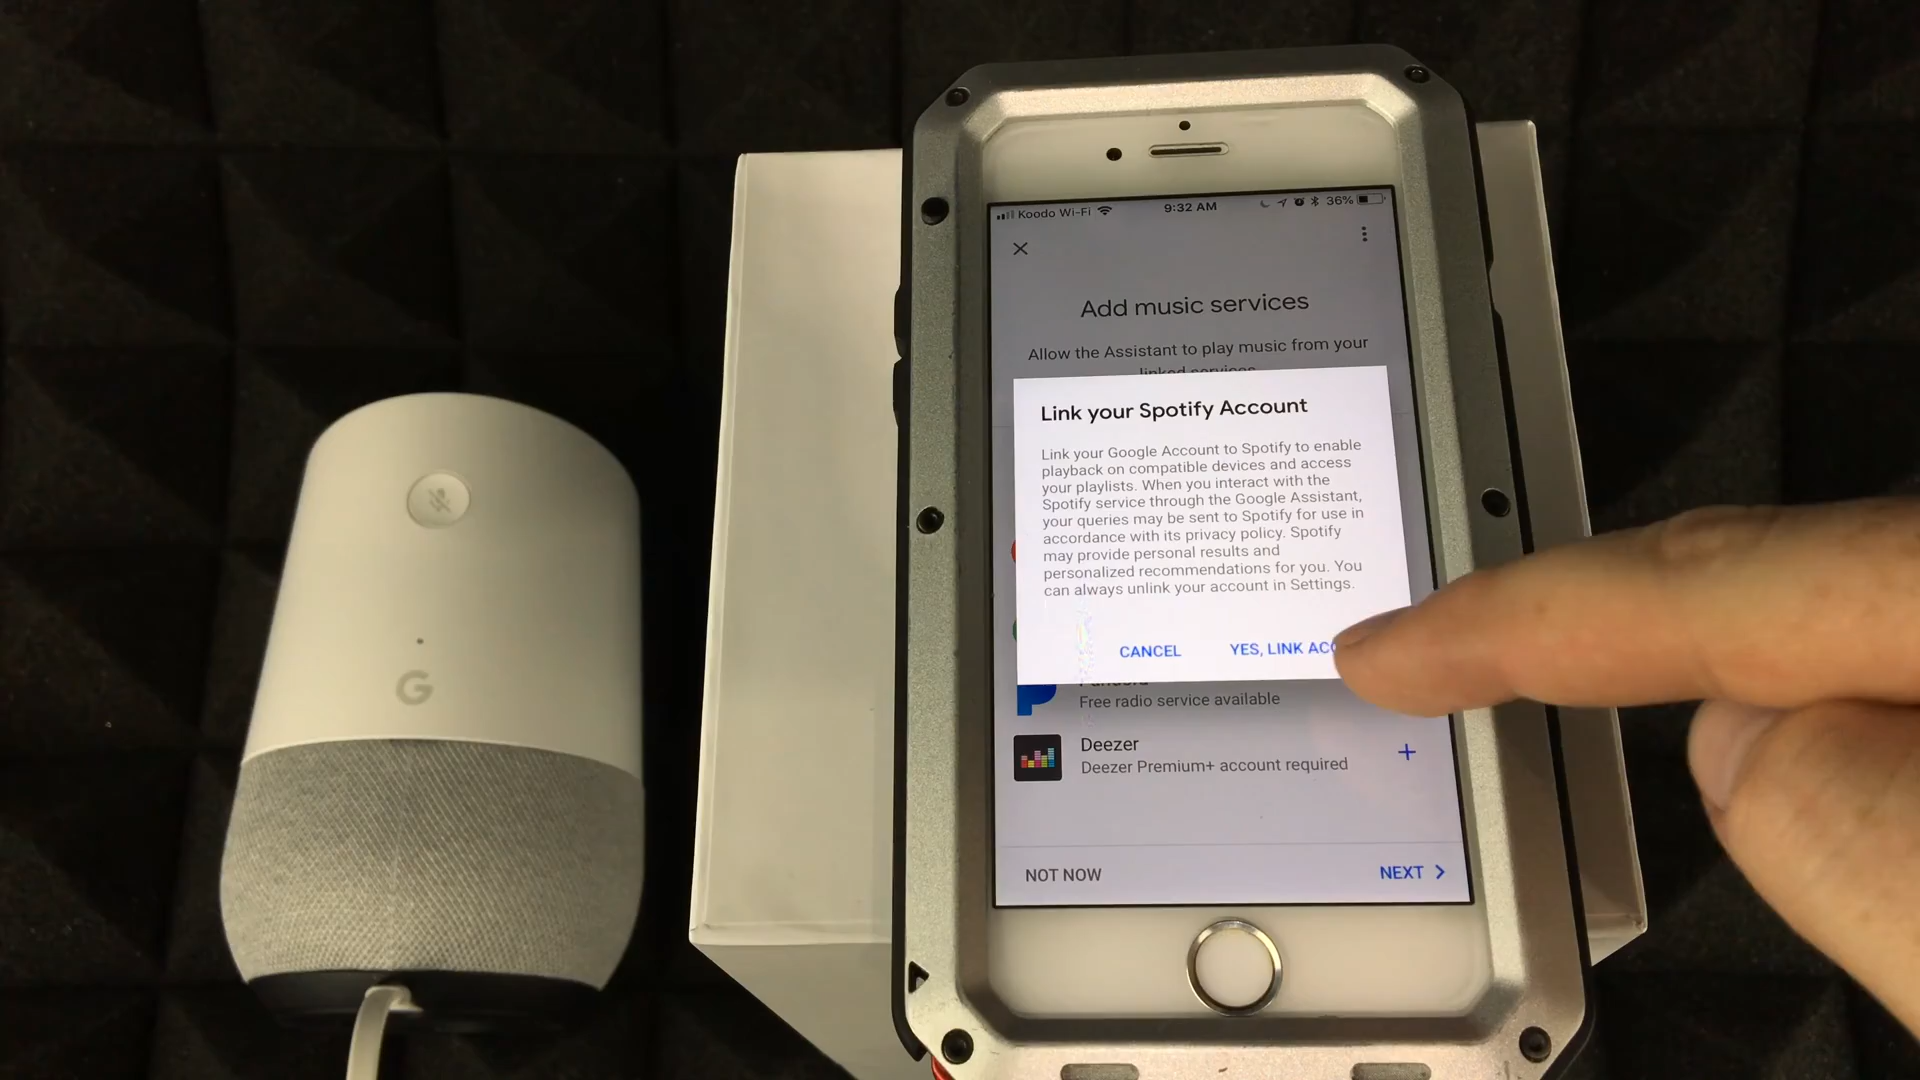 Koodo Wi-Fi 9:32 AM 36%
Add music services
Allow the Assistant to play music from your
linked services
Link your Spotify Account
Link your Google Account to Spotify to enable
playback on compatible devices and access
your playlists. When you interact with the
Spotify service through the Google Assistant,
your queries may be sent to Spotify for use in
accordance with its privacy policy. Spotify
may provide personal results and
personalized recommendations for you. You
can always unlink your account in Settings.
CANCEL YES, LINK ACC
Pandora
Free radio service available
Deezer
Deezer Premium+ account required
NOT NOW NEXT
G